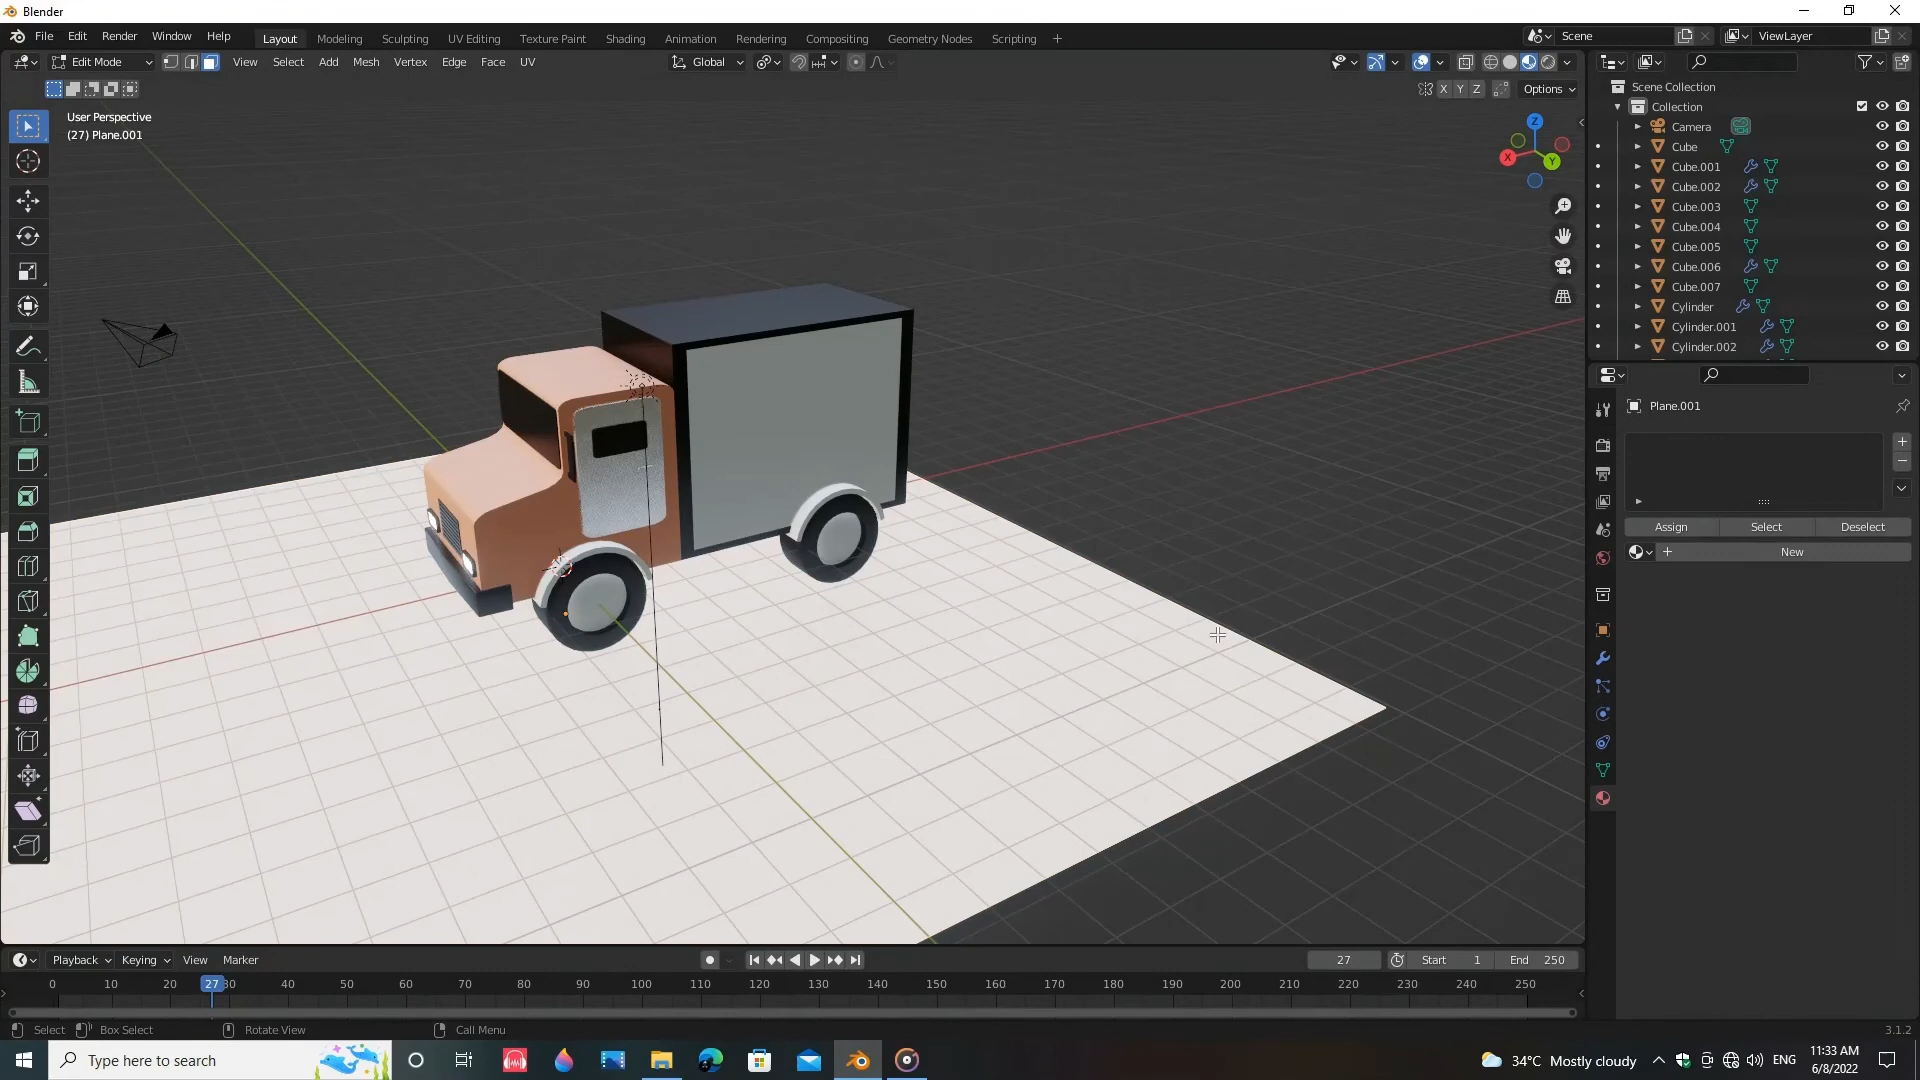 Blender
File Edit Render Window Help Layout Modeling Sculpting UV Editing Texture Paint Shading Animation Rendering Compositing Geometry Nodes Scripting + Scene ViewLayer
Edit Mode View Select Add Mesh Vertex Edge Face UV Global
X Y Z Options
User Perspective
(27) Plane.001
Z
X
Y
Scene Collection
Collection
Camera
Cube
Cube.001
Cube.002
Cube.003
Cube.004
Cube.005
Cube.006
Cube.007
Cylinder
Cylinder.001
Cylinder.002
Plane.001
Assign Select Deselect
+ New
Playback Keying View Marker 27 Start 1 End 250
0 10 20 27 30 40 50 60 70 80 90 100 110 120 130 140 150 160 170 180 190 200 210 220 230 240 250
Select Box Select Rotate View Call Menu 3.1.2
Type here to search 34°C Mostly cloudy ENG 11:33 AM
6/8/2022